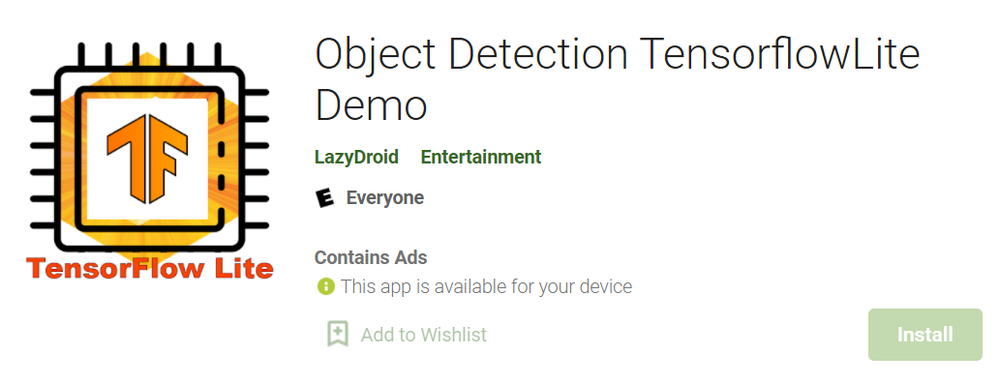 Object Detection TensorflowLite
Demo
LazyDroid Entertainment
E Everyone
Contains Ads
This app is available for your device
Add to Wishlist
Install
TF
TensorFlow Lite